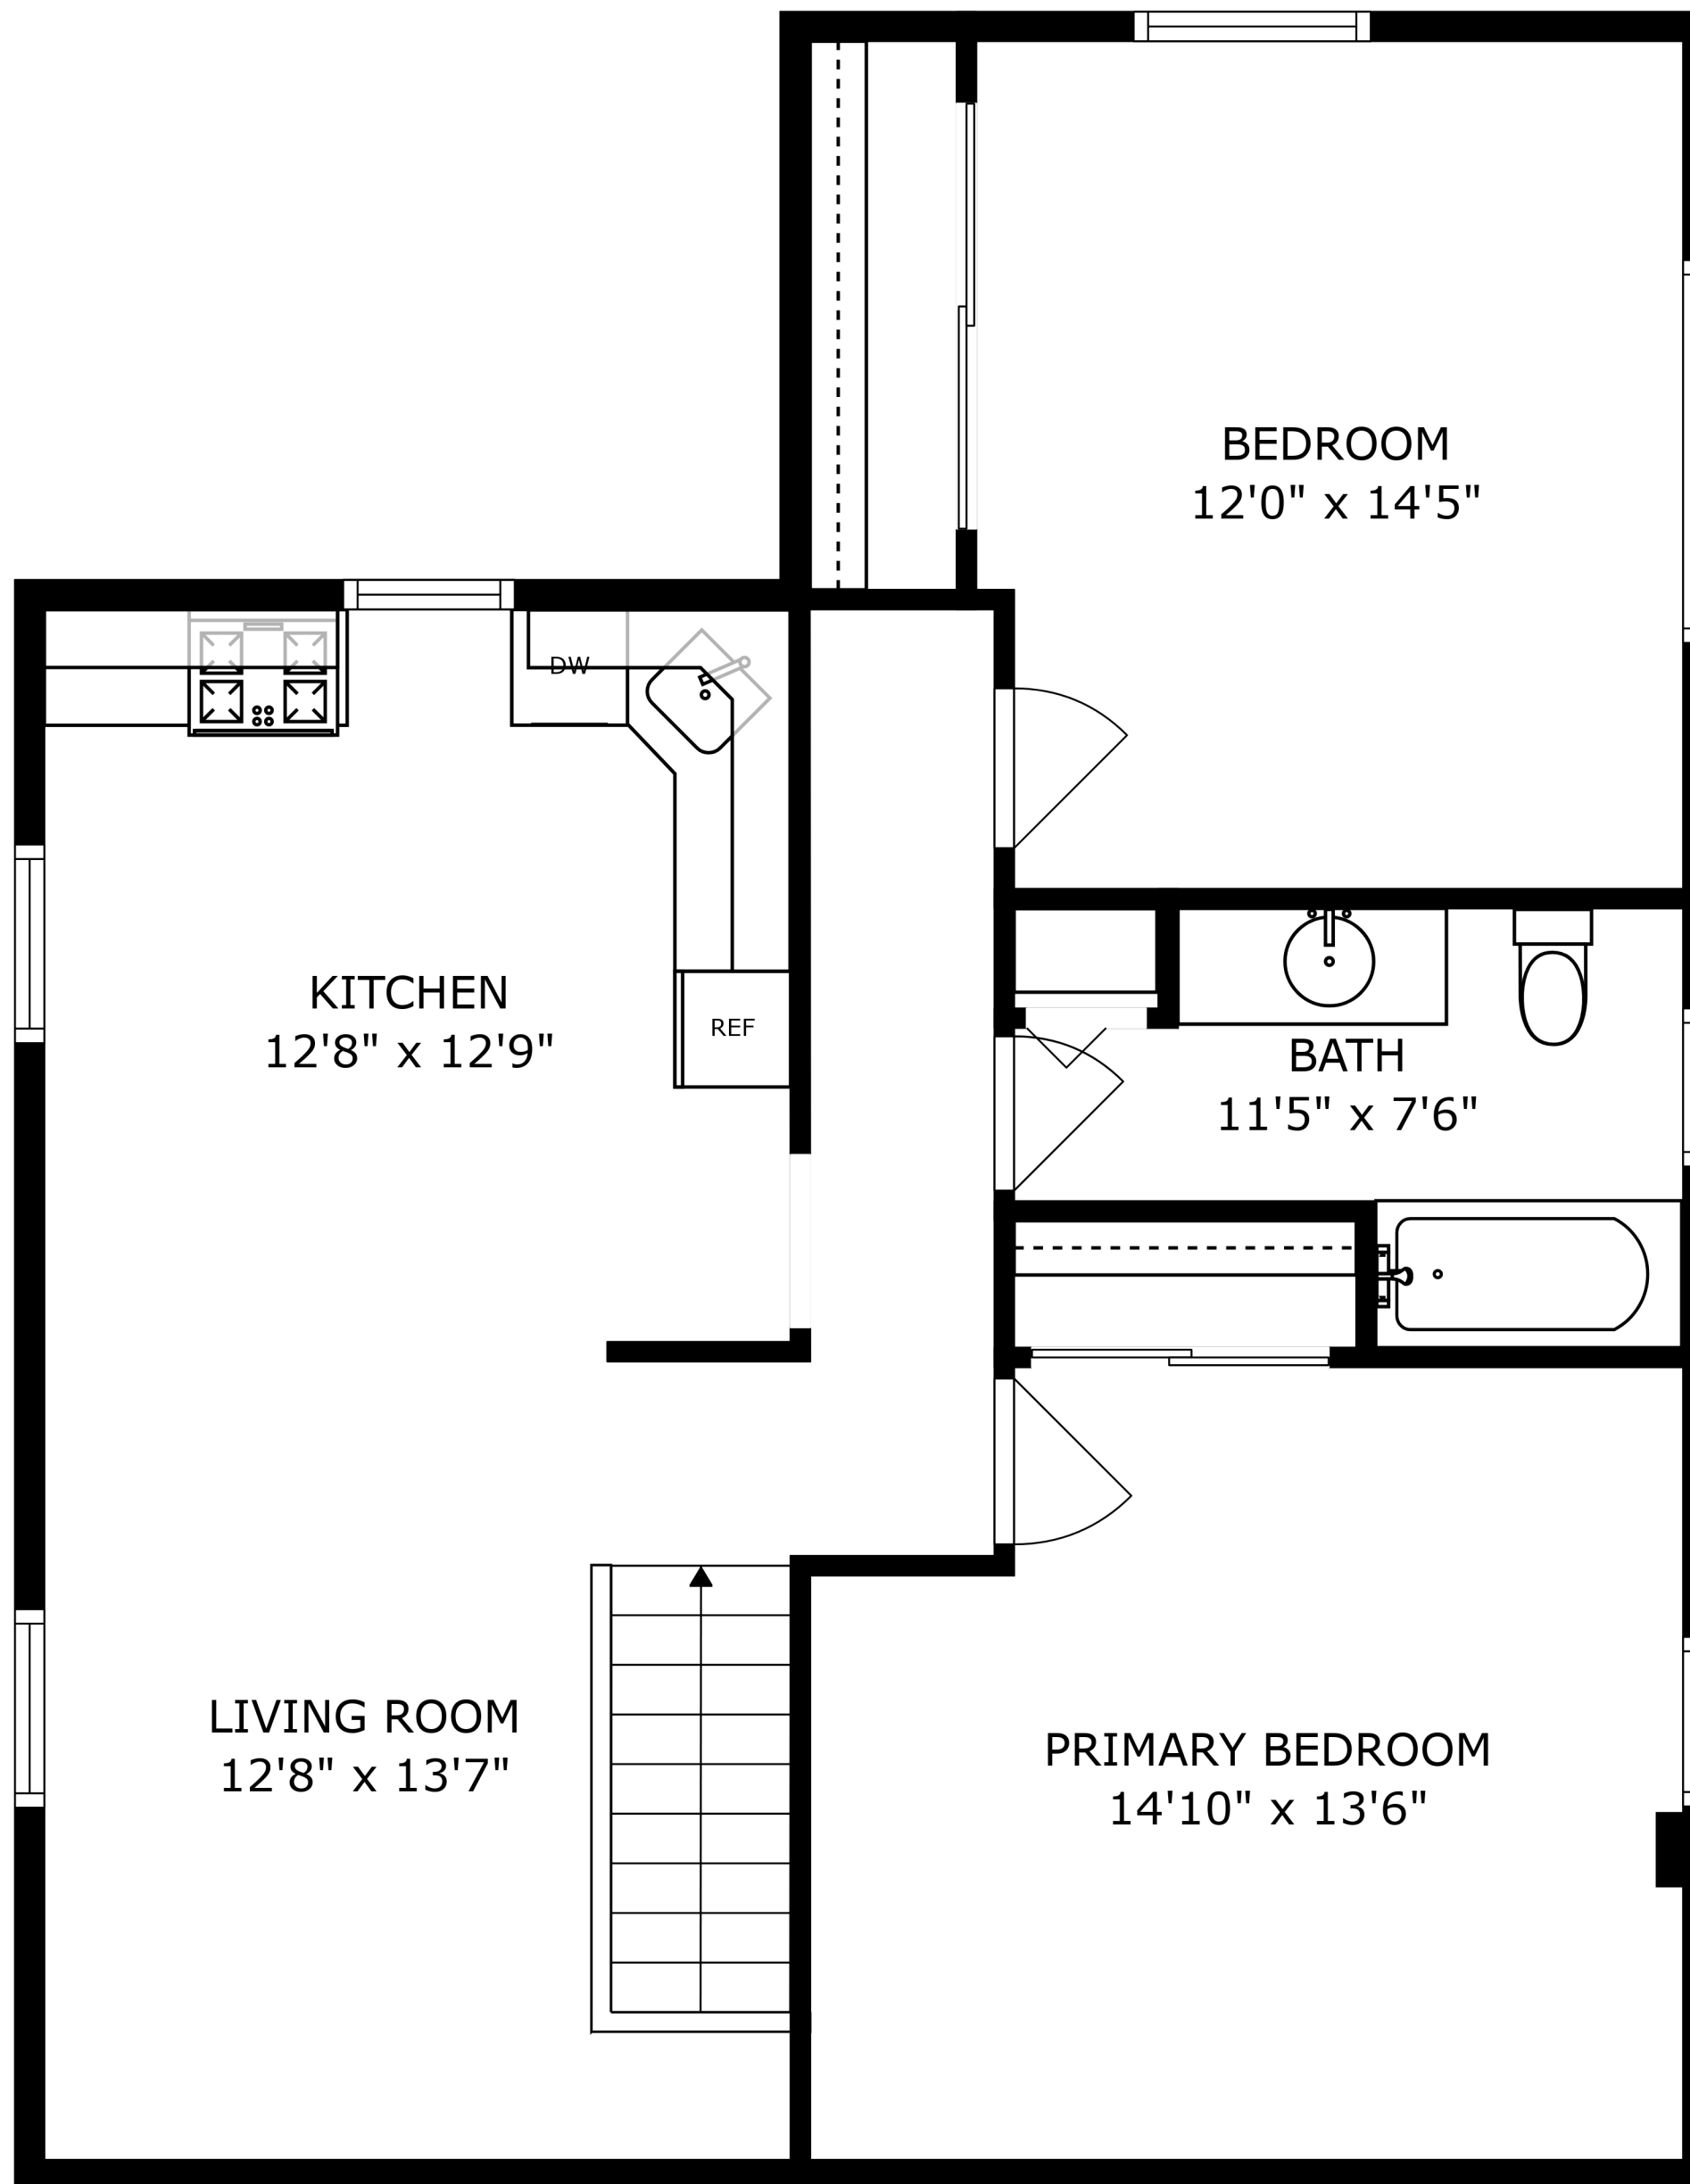 BEDROOM
12'0" x 14'5"
DW
KITCHEN
12'8" x 12'9"
REF
BATH
11'5" x 7'6"
LIVING ROOM
12'8" x 13'7"
PRIMARY BEDROOM
14'10" x 13'6"